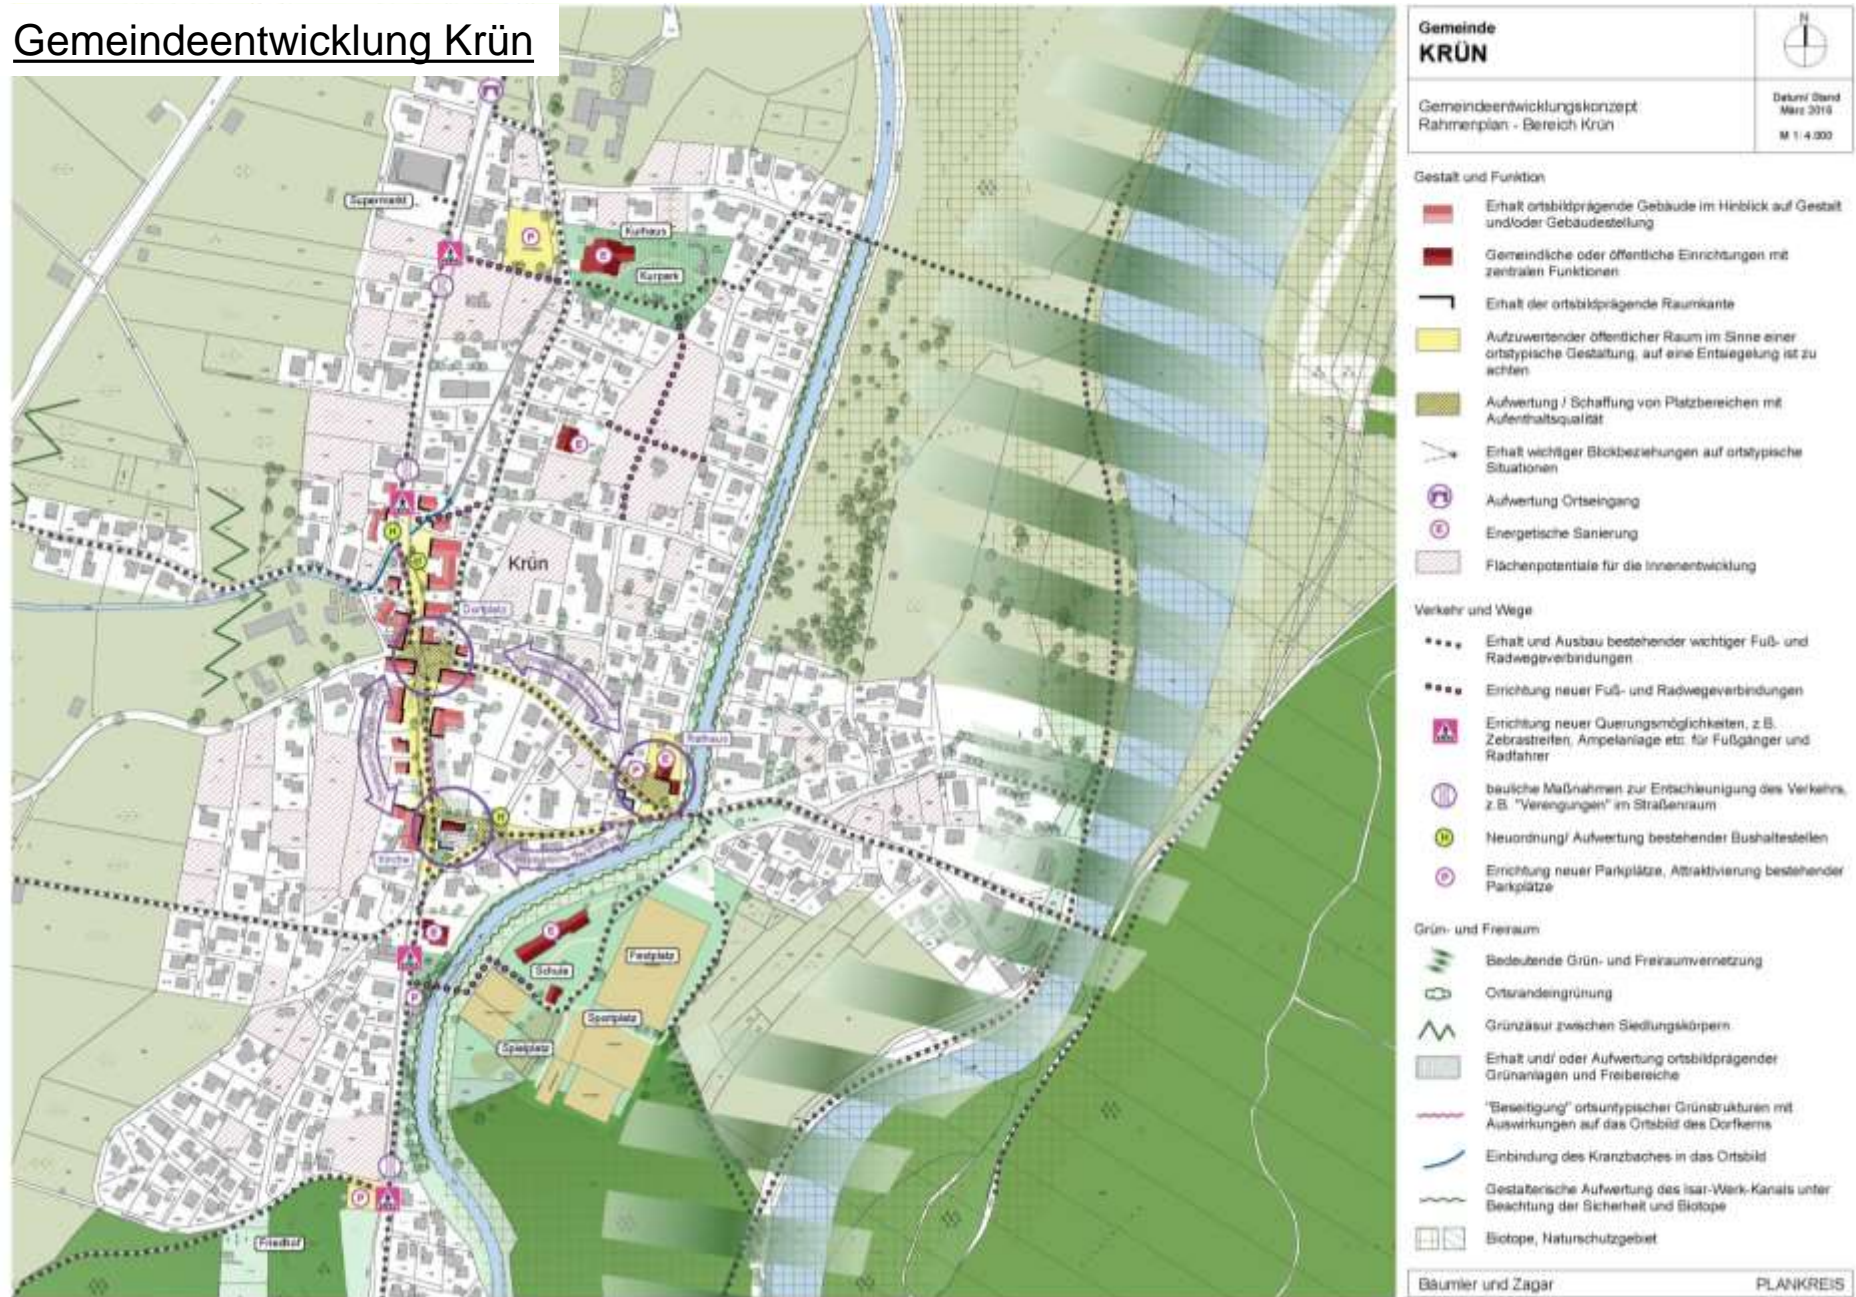 Gemeindeentwicklung Krün
Supermarkt
Kurhaus
Kurpark
Krün
Dorfplatz
Rathaus
Kirche
Schule
Festplatz
Sportplatz
Spielplatz
Friedhof
Gemeinde
KRÜN
N
Gemeindeentwicklungskonzept
Rahmenplan - Bereich Krün
Datum/ Stand
März 2016
M 1: 4.000
Gestalt und Funktion
Erhalt ortsbildprägende Gebäude im Hinblick auf Gestalt
und/oder Gebäudestellung
Gemeindliche oder öffentliche Einrichtungen mit
zentralen Funktionen
Erhalt der ortsbildprägende Raumkante
Aufzuwertender öffentlicher Raum im Sinne einer
ortstypische Gestaltung, auf eine Entsiegelung ist zu
achten
Aufwertung / Schaffung von Platzbereichen mit
Aufenthaltsqualität
Erhalt wichtiger Blickbeziehungen auf ortstypische
Situationen
Aufwertung Ortseingang
E
Energetische Sanierung
Flächenpotentiale für die Innenentwicklung
Verkehr und Wege
Erhalt und Ausbau bestehender wichtiger Fuß- und
Radwegeverbindungen
Errichtung neuer Fuß- und Radwegeverbindungen
Errichtung neuer Querungsmöglichkeiten, z.B.
Zebrastreifen, Ampelanlage etc. für Fußgänger und
Radfahrer
bauliche Maßnahmen zur Entschleunigung des Verkehrs,
z.B. "Verengungen" im Straßenraum
H
Neuordnung/ Aufwertung bestehender Bushaltestellen
P
Errichtung neuer Parkplätze, Attraktivierung bestehender
Parkplätze
Grün- und Freiraum
Bedeutende Grün- und Freiraumvernetzung
Ortsrandeingrünung
Grünzäsur zwischen Siedlungskörpern
Erhalt und/ oder Aufwertung ortsbildprägender
Grünanlagen und Freibereiche
"Beseitigung" ortsuntypischer Grünstrukturen mit
Auswirkungen auf das Ortsbild des Dorfkerns
Einbindung des Kranzbaches in das Ortsbild
Gestalterische Aufwertung des Isar-Werk-Kanals unter
Beachtung der Sicherheit und Biotope
Biotope, Naturschutzgebiet
Bäumler und Zagar
PLANKREIS